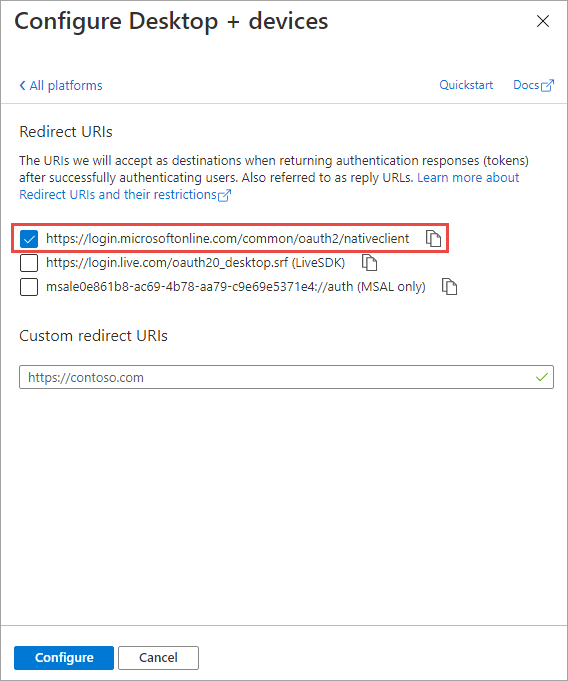 Configure Desktop + devices
All platforms
Quickstart
Docs
Redirect URIs
The URIs we will accept as destinations when returning authentication responses (tokens)
after successfully authenticating users. Also referred to as reply URLs. Learn more about
Redirect URIs and their restrictions
https://login.microsoftonline.com/common/oauth2/nativeclient
https://login.live.com/oauth20_desktop.srf (LiveSDK)
msale0e861b8-ac69-4b78-aa79-c9e69e5371e4://auth (MSAL only)
Custom redirect URIs
https://contoso.com
Configure
Cancel